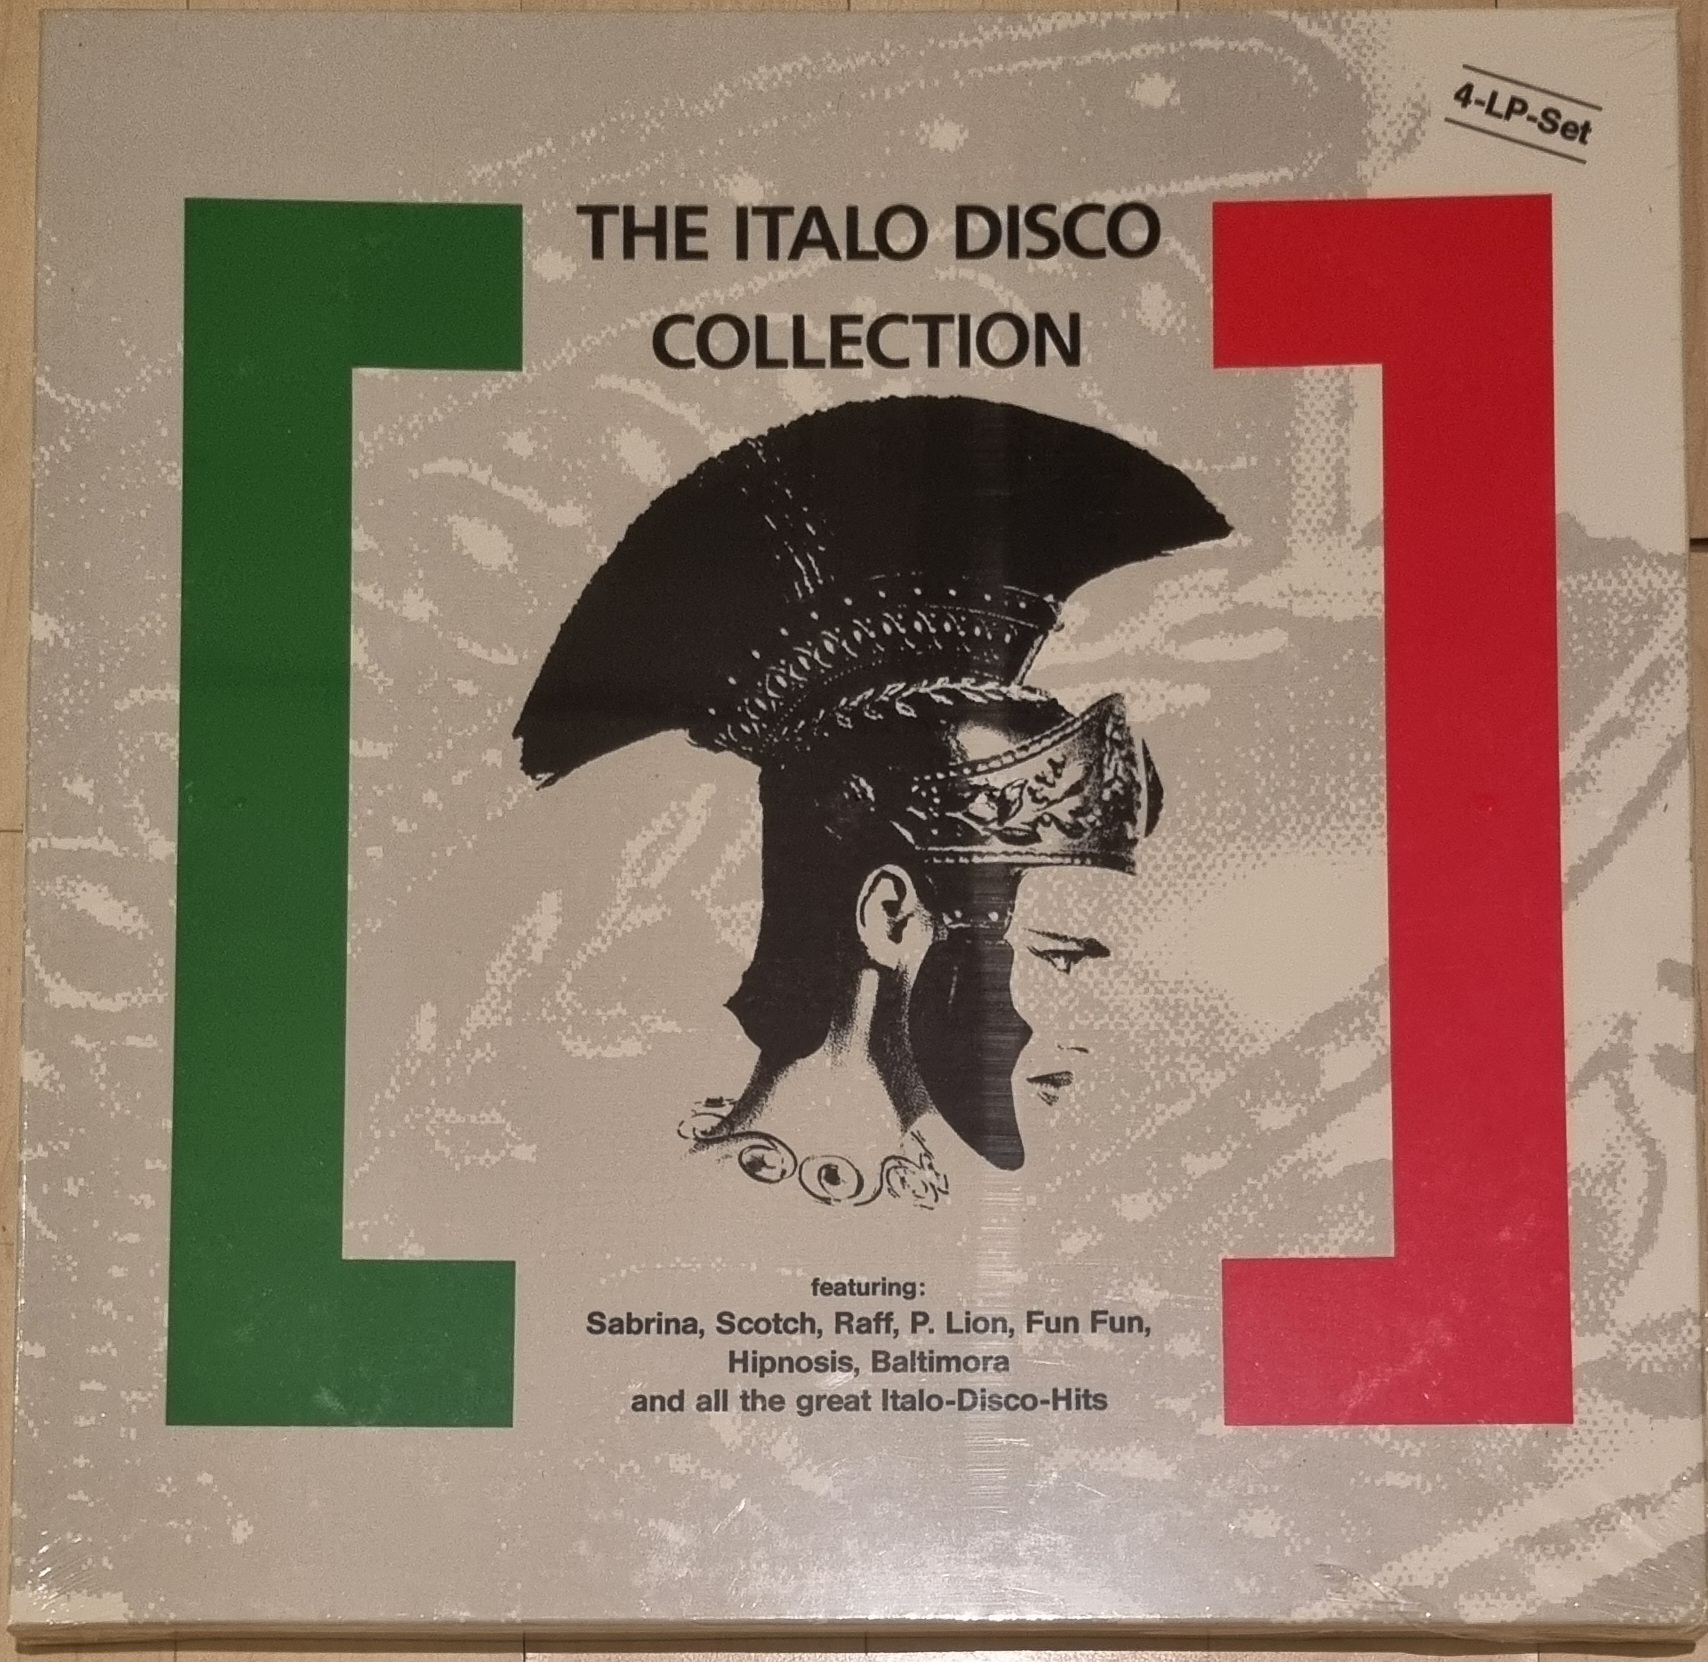 4-LP-Set
THE ITALO DISCO
COLLECTION
featuring:
Sabrina, Scotch, Raff, P. Lion, Fun Fun,
Hipnosis, Baltimora
and all the great Italo-Disco-Hits